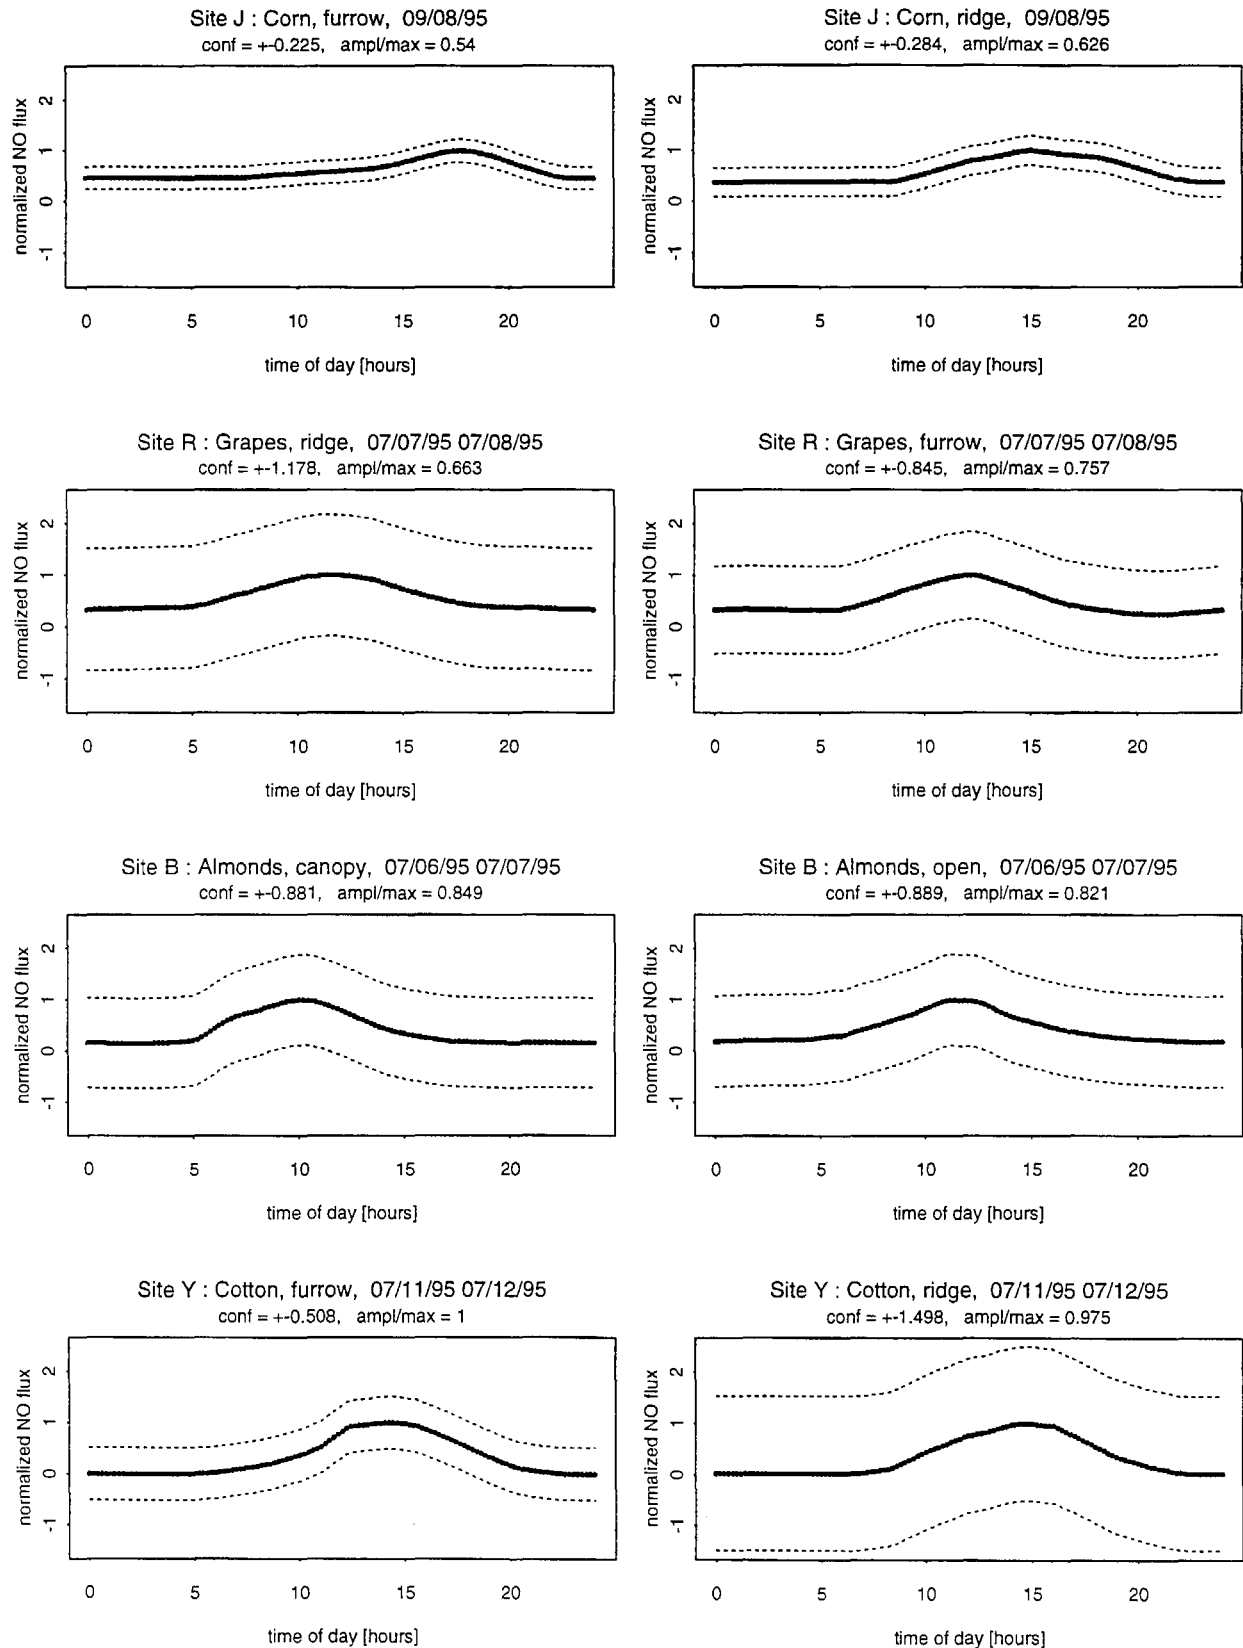 Site J : Corn, furrow, 09/08/95
conf = +-0.225, ampl/max = 0.54
normalized NO flux
2
1
0
-1
0 5 10 15 20
time of day [hours]
Site J : Corn, ridge, 09/08/95
conf = +-0.284, ampl/max = 0.626
normalized NO flux
2
1
0
-1
0 5 10 15 20
time of day [hours]
Site R : Grapes, ridge, 07/07/95 07/08/95
conf = +-1.178, ampl/max = 0.663
normalized NO flux
2
1
0
-1
0 5 10 15 20
time of day [hours]
Site R : Grapes, furrow, 07/07/95 07/08/95
conf = +-0.845, ampl/max = 0.757
normalized NO flux
2
1
0
-1
0 5 10 15 20
time of day [hours]
Site B : Almonds, canopy, 07/06/95 07/07/95
conf = +-0.881, ampl/max = 0.849
normalized NO flux
2
1
0
-1
0 5 10 15 20
time of day [hours]
Site B : Almonds, open, 07/06/95 07/07/95
conf = +-0.889, ampl/max = 0.821
normalized NO flux
2
1
0
-1
0 5 10 15 20
time of day [hours]
Site Y : Cotton, furrow, 07/11/95 07/12/95
conf = +-0.508, ampl/max = 1
normalized NO flux
2
1
0
-1
0 5 10 15 20
time of day [hours]
Site Y : Cotton, ridge, 07/11/95 07/12/95
conf = +-1.498, ampl/max = 0.975
normalized NO flux
2
1
0
-1
0 5 10 15 20
time of day [hours]